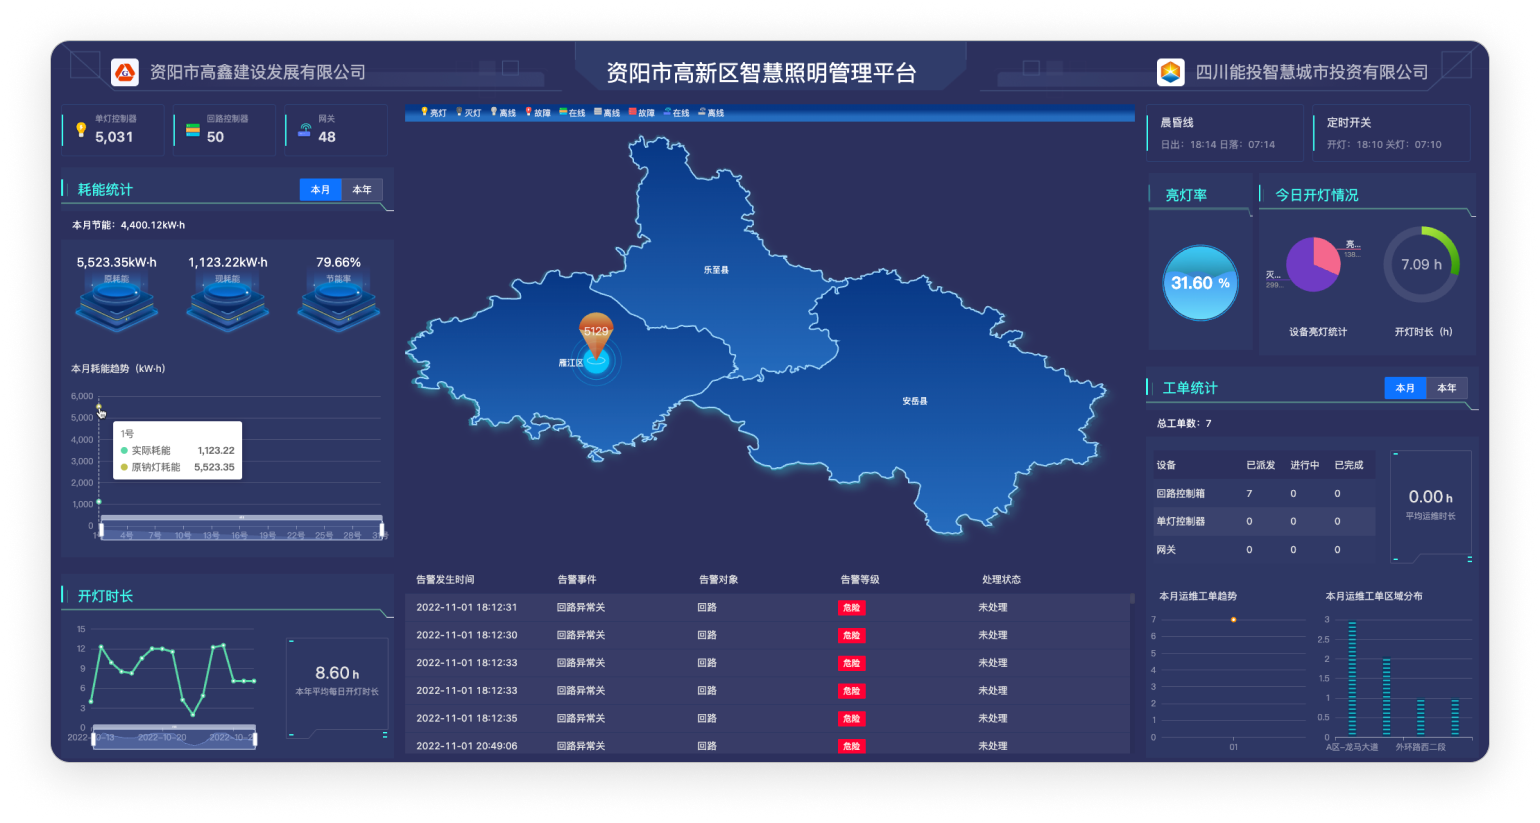 资阳市高鑫建设发展有限公司
资阳市高新区智慧照明管理平台
四川能投智慧城市投资有限公司
单灯控制器
5,031
回路控制器
50
网关
48
亮灯 灭灯 离线 故障 在线 离线 故障 在线 离线
晨昏线
日出：18:14 日落：07:14
定时开关
开灯：18:10 关灯：07:10
耗能统计
本月 本年
本月节能：4,400.12kW·h
5,523.35kW·h
原耗能
1,123.22kW·h
现耗能
79.66%
节能率
本月耗能趋势（kW·h）
6,000
5,000
4,000
3,000
2,000
1,000
0
1号
实际耗能 1,123.22
原钠灯耗能 5,523.35
4号 7号 10号 13号 16号 19号 22号 25号 28号
开灯时长
15
12
9
6
3
0
2022-10-20
8.60 h
本年平均每日开灯时长
乐至县
5129
雁江区
安岳县
告警发生时间 告警事件 告警对象 告警等级 处理状态
2022-11-01 18:12:31 回路异常关 回路 危险 未处理
2022-11-01 18:12:30 回路异常关 回路 危险 未处理
2022-11-01 18:12:33 回路异常关 回路 危险 未处理
2022-11-01 18:12:33 回路异常关 回路 危险 未处理
2022-11-01 18:12:35 回路异常关 回路 危险 未处理
2022-11-01 20:49:06 回路异常关 回路 危险 未处理
亮灯率
31.60 %
今日开灯情况
亮...
138...
灭...
299...
设备亮灯统计
7.09 h
开灯时长（h）
工单统计
本月 本年
总工单数：7
设备 已派发 进行中 已完成
回路控制箱 7 0 0
单灯控制器 0 0 0
网关 0 0 0
0.00 h
平均运维时长
本月运维工单趋势
7
6
5
4
3
2
1
0
01
本月运维工单区域分布
3
2.5
2
1.5
1
0.5
0
A区-龙马大道 外环路西二段